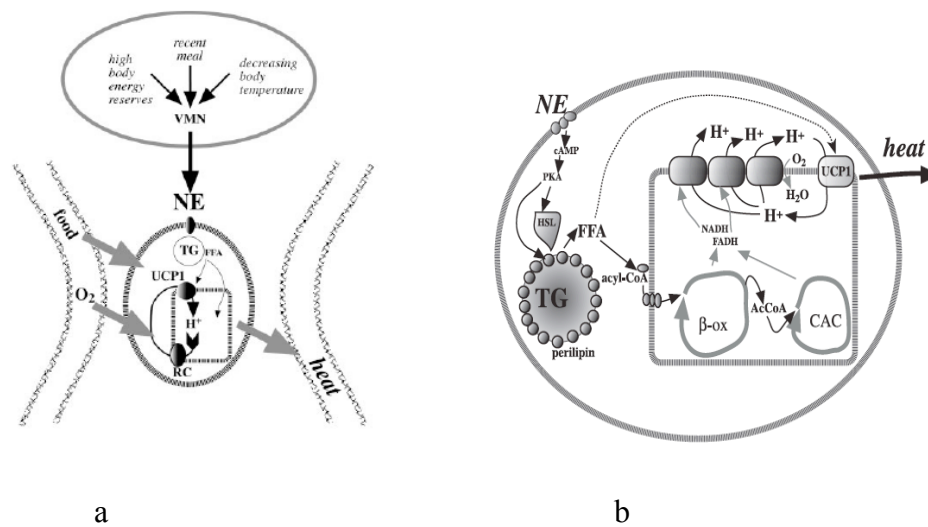 recent
meal
high
body
energy
reserves
decreasing
body
temperature
VMN
NE
food
TG
FFA
UCP1
O2
H+
RC
heat
a
NE
cAMP
PKA
HSL
FFA
TG
perilipin
acyl•CoA
H+
H+
H+
O2
UCP1
H2O
H+
NADH
FADH
β-ox
AcCoA
CAC
heat
b